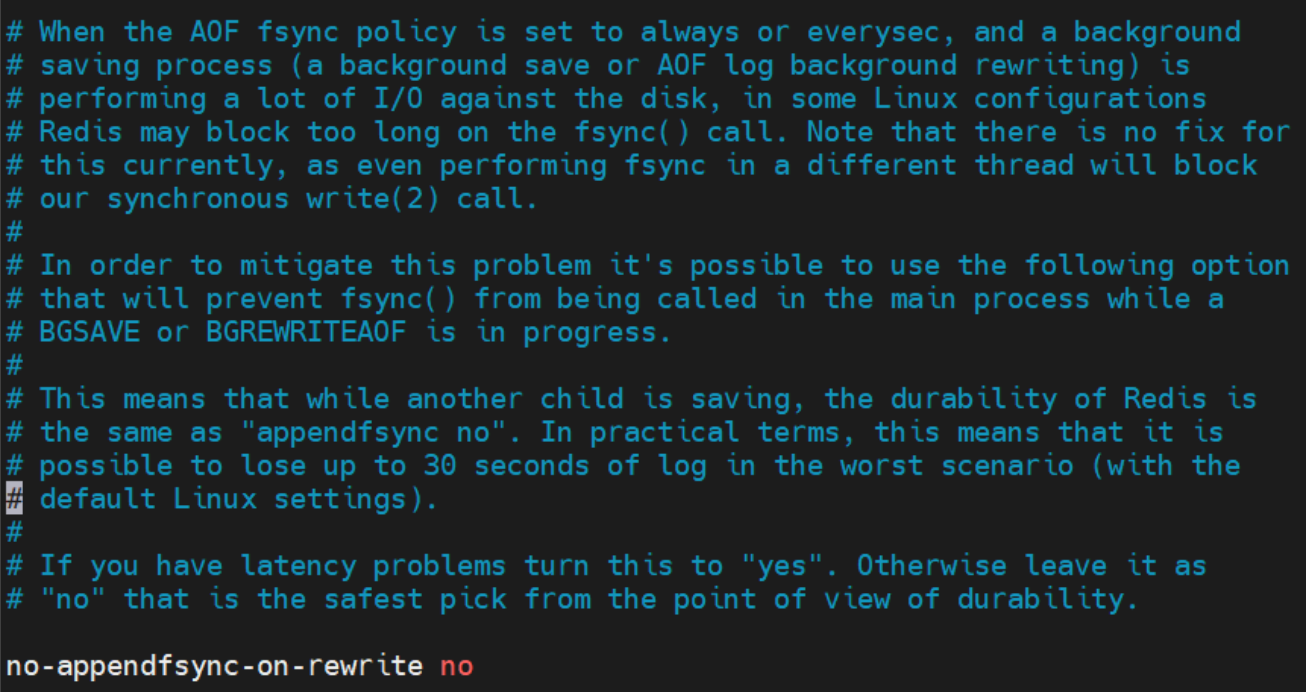 # When the AOF fsync policy is set to always or everysec, and a background
# saving process (a background save or AOF log background rewriting) is
# performing a lot of I/O against the disk, in some Linux configurations
# Redis may block too long on the fsync() call. Note that there is no fix for
# this currently, as even performing fsync in a different thread will block
# our synchronous write(2) call.
#
# In order to mitigate this problem it's possible to use the following option
# that will prevent fsync() from being called in the main process while a
# BGSAVE or BGREWRITEAOF is in progress.
#
# This means that while another child is saving, the durability of Redis is
# the same as "appendfsync no". In practical terms, this means that it is
# possible to lose up to 30 seconds of log in the worst scenario (with the
# default Linux settings).
#
# If you have latency problems turn this to "yes". Otherwise leave it as
# "no" that is the safest pick from the point of view of durability.
no-appendfsync-on-rewrite no